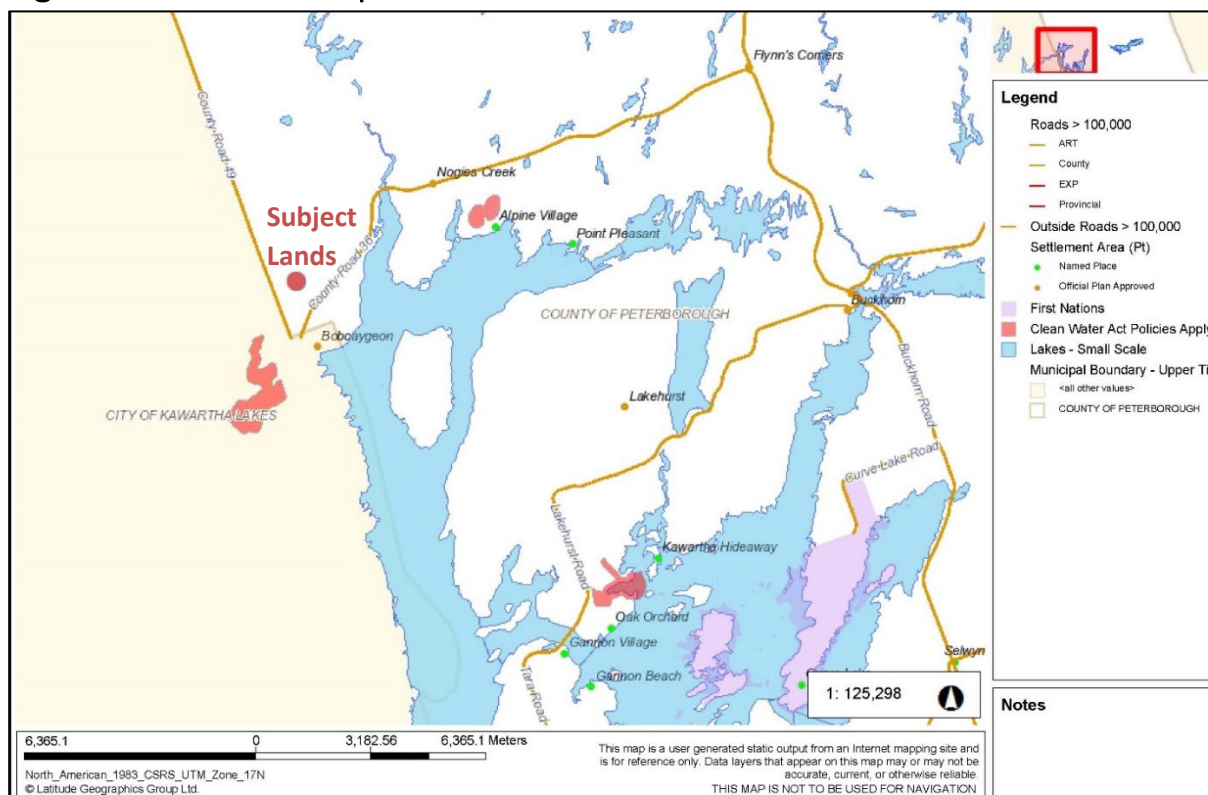 Flynn's Corners
County Road 49
Nogies Creek
Subject
Lands
Alpine Village
Point Pleasant
County Road 36
COUNTY OF PETERBOROUGH
Buckhorn
Bobcaygeon
Lakehurst
CITY OF KAWARTHA LAKES
Buckhorn Road
Curve Lake Road
Lakehurst Road
Kawartha Hideaway
Oak Orchard
Gannon Village
Selwyn
Tara Road
Gannon Beach
1: 125,298
Legend
Roads > 100,000
ART
County
EXP
Provincial
Outside Roads > 100,000
Settlement Area (Pt)
Named Place
Official Plan Approved
First Nations
Clean Water Act Policies Apply
Lakes - Small Scale
Municipal Boundary - Upper Ti
<all other values>
COUNTY OF PETERBOROUGH
Notes
6,365.1 0 3,182.56 6,365.1 Meters
North_American_1983_CSRS_UTM_Zone_17N
© Latitude Geographics Group Ltd.
This map is a user generated static output from an Internet mapping site and
is for reference only. Data layers that appear on this map may or may not be
accurate, current, or otherwise reliable.
THIS MAP IS NOT TO BE USED FOR NAVIGATION